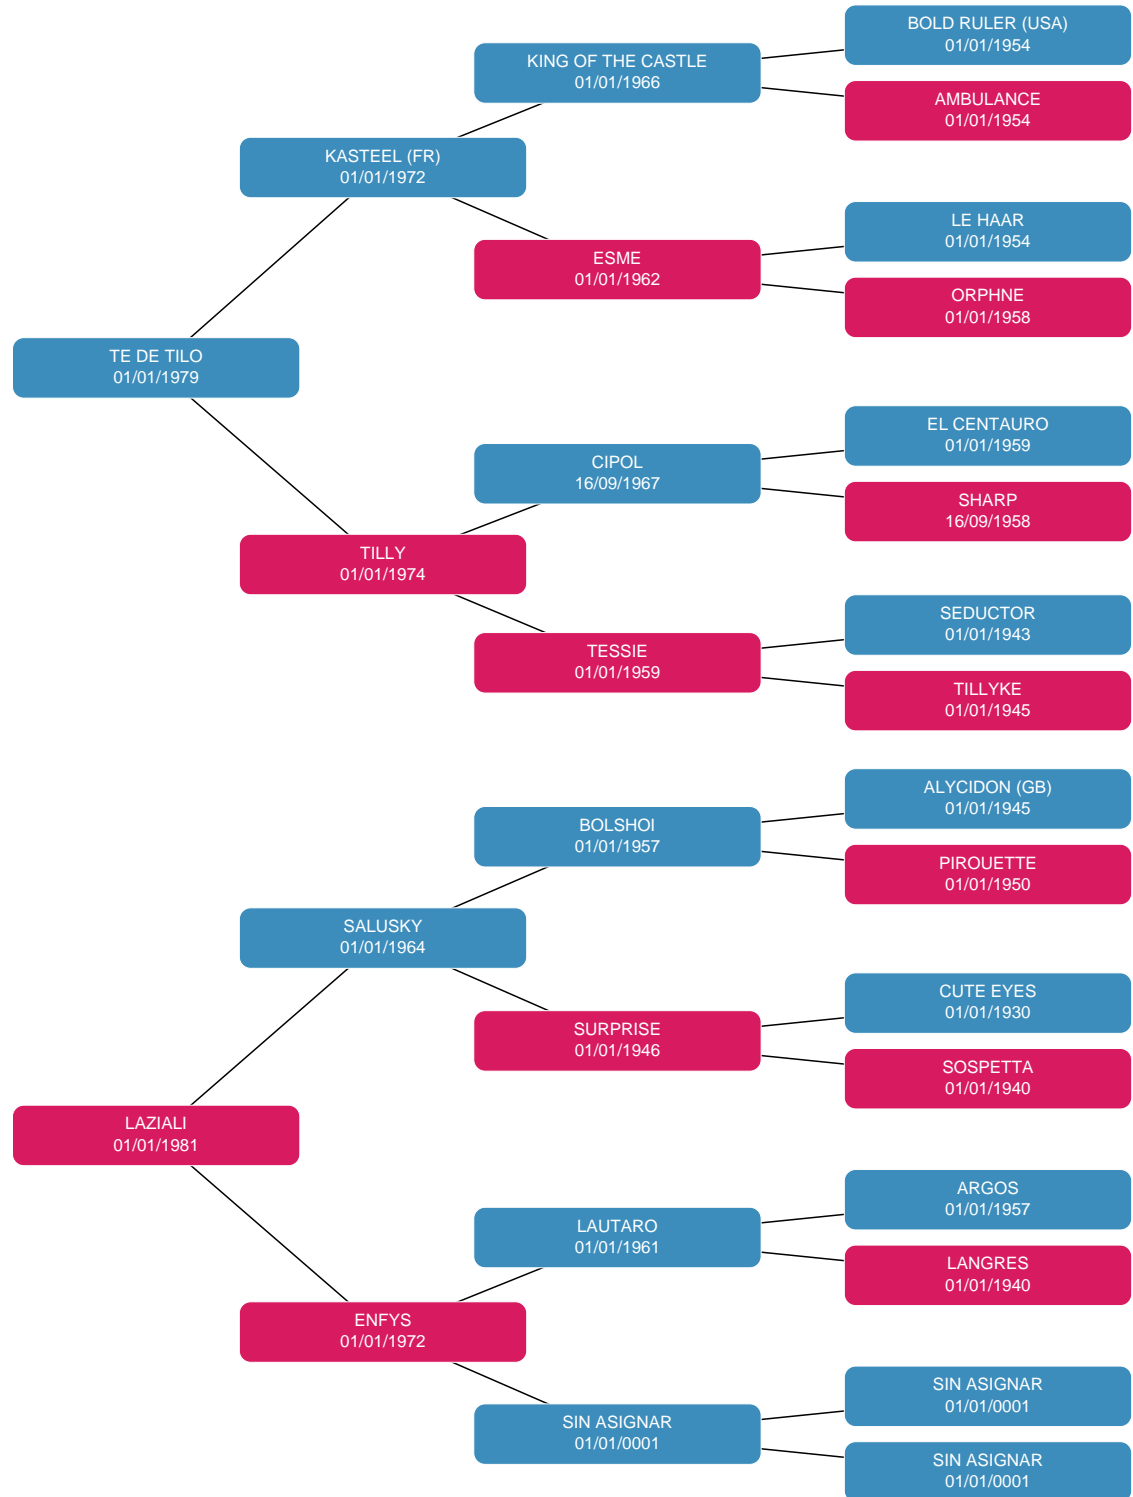 BOLD RULER (USA)
01/01/1954
KING OF THE CASTLE
01/01/1966
AMBULANCE
01/01/1954
KASTEEL (FR)
01/01/1972
LE HAAR
01/01/1954
ESME
01/01/1962
ORPHNE
01/01/1958
TE DE TILO
01/01/1979
EL CENTAURO
01/01/1959
CIPOL
16/09/1967
SHARP
16/09/1958
TILLY
01/01/1974
SEDUCTOR
01/01/1943
TESSIE
01/01/1959
TILLYKE
01/01/1945
ALYCIDON (GB)
01/01/1945
BOLSHOI
01/01/1957
PIROUETTE
01/01/1950
SALUSKY
01/01/1964
CUTE EYES
01/01/1930
SURPRISE
01/01/1946
SOSPETTA
01/01/1940
LAZIALI
01/01/1981
ARGOS
01/01/1957
LAUTARO
01/01/1961
LANGRES
01/01/1940
ENFYS
01/01/1972
SIN ASIGNAR
01/01/0001
SIN ASIGNAR
01/01/0001
SIN ASIGNAR
01/01/0001